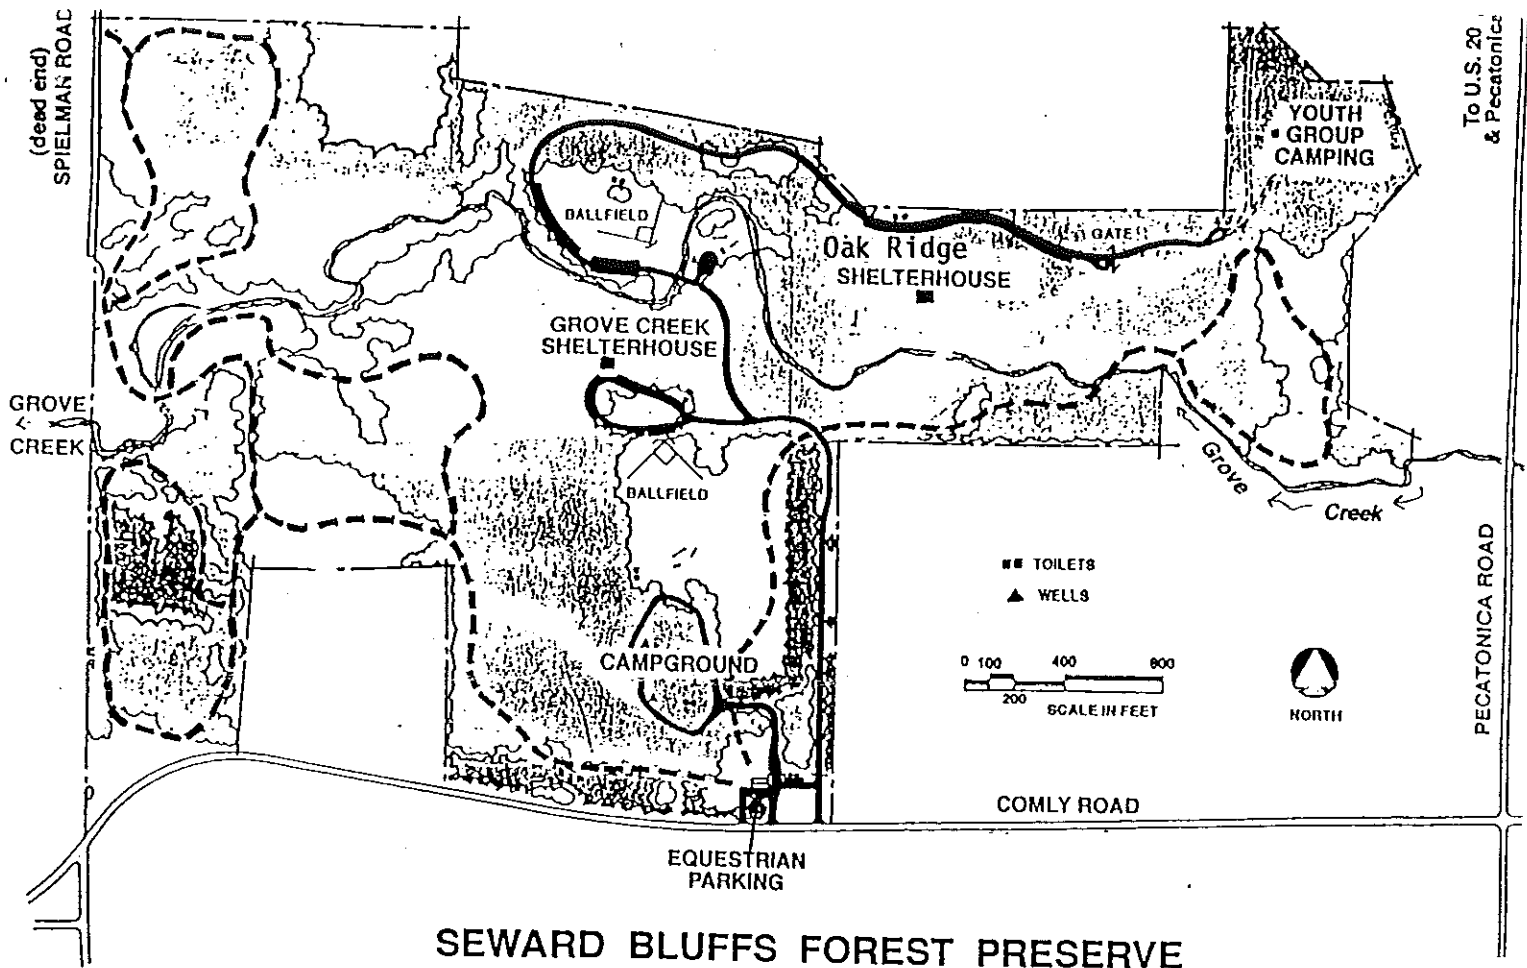 (dead end)
SPIELMAN ROAD
To U.S. 20
& Pecatonica
YOUTH
GROUP
CAMPING
BALLFIELD
GATE
Oak Ridge
SHELTERHOUSE
GROVE CREEK
SHELTERHOUSE
GROVE
CREEK
BALLFIELD
Grove
Creek
TOILETS
WELLS
PECATONICA ROAD
CAMPGROUND
0 100 400 800
200
SCALE IN FEET
NORTH
COMLY ROAD
EQUESTRIAN
PARKING
SEWARD BLUFFS FOREST PRESERVE